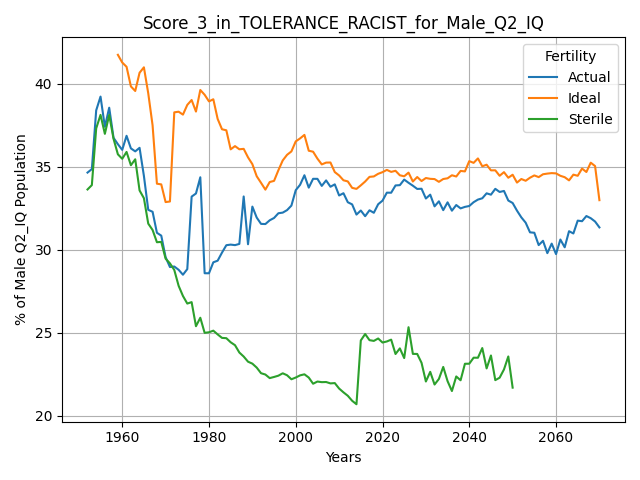 Score_3_in_TOLERANCE_RACIST_for_Male_Q2_IQ
% of Male Q2_IQ Population
40
35
30
25
20
Fertility
Actual
Ideal
Sterile
1960 1980 2000 2020 2040 2060
Years